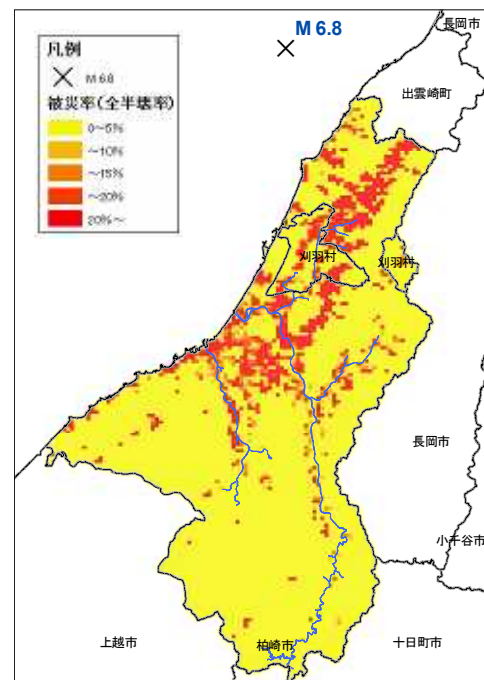 長岡市
M 6.8
凡例
M 6.8
出雲崎町
被災率(全半壊率)
0~5%
~10%
~15%
~20%
20%~
刈羽村
刈羽村
長岡市
小千谷市
上越市
柏崎市
十日町市